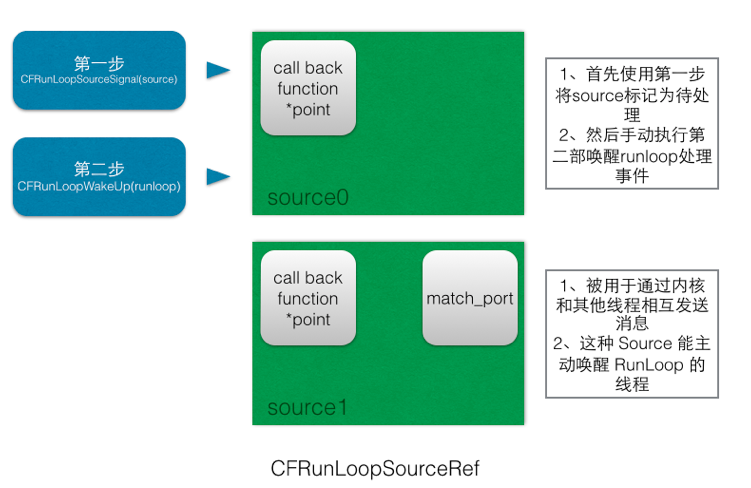 第一步
CFRunLoopSourceSignal(source)
第二步
CFRunLoopWakeUp(runloop)
call back
function
*point
source0
1、首先使用第一步
将source标记为待处
理
2、然后手动执行第
二部唤醒runloop处理
事件
call back
function
*point
match_port
source1
1、被用于通过内核
和其他线程相互发送
消息
2、这种 Source 能主
动唤醒 RunLoop 的
线程
CFRunLoopSourceRef